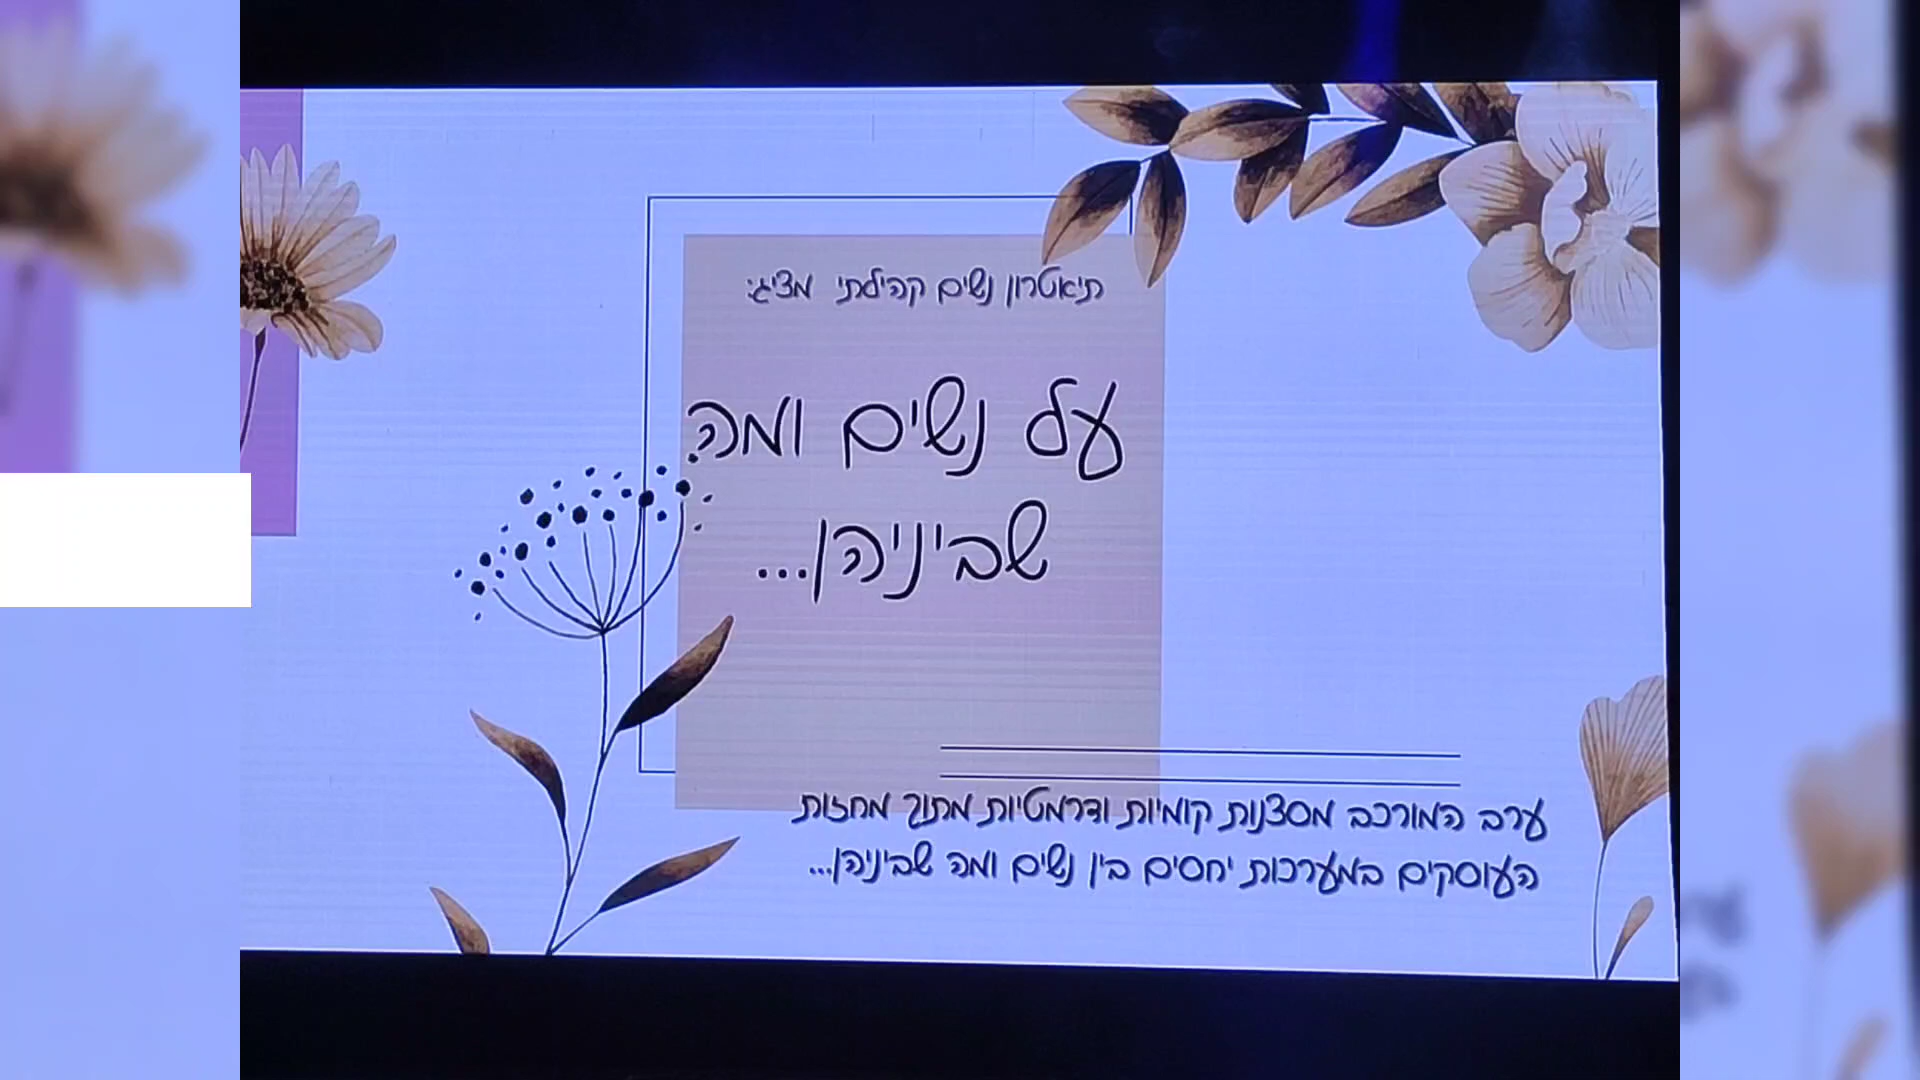 תיאטרון נשים קהילתי מציג:
על נשים ומה
שביניהן...
ערב המורכב מסצנות קומיות ודרמטיות מתוך מחזות
העוסקים במערכות יחסים בין נשים ומה שביניהן...